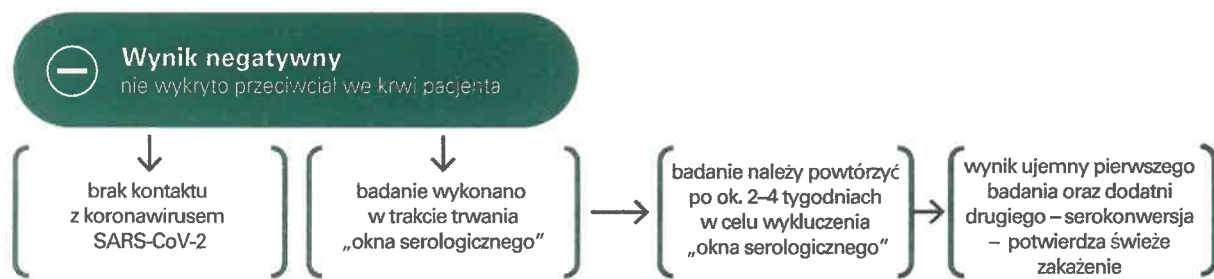 Wynik negatywny
nie wykryto przeciwciał we krwi pacjenta
brak kontaktu
z koronawirusem
SARS-CoV-2
badanie wykonano
w trakcie trwania
„okna serologicznego”
badanie należy powtórzyć
po ok. 2–4 tygodniach
w celu wykluczenia
„okna serologicznego”
wynik ujemny pierwszego
badania oraz dodatni
drugiego – serokonwersja
– potwierdza świeże
zakażenie